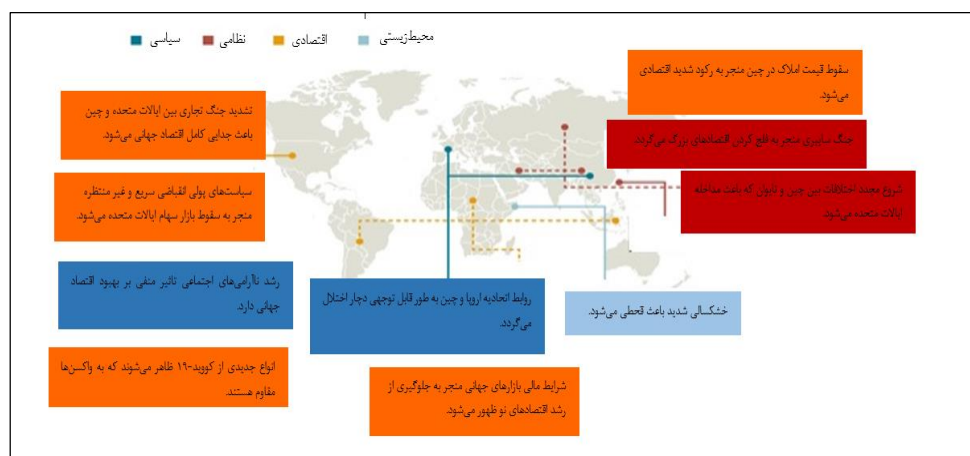 سیاسی
نظامی
اقتصادی
محیط‌زیستی
سقوط قیمت املاک در چین منجر به رکود شدید اقتصادی
می‌شود.
تشدید جنگ تجاری بین ایالات متحده و چین
باعث جدایی کامل اقتصاد جهانی می‌شود.
جنگ سایبری منجر به فلج کردن اقتصادهای بزرگ می‌گردد.
سیاست‌های پولی انقباضی سریع و غیر منتظره
منجر به سقوط بازار سهام ایالات متحده می‌شود.
شروع مجدد اختلافات بین چین و تایوان که باعث مداخله
ایالات متحده می‌شود.
رشد ناآرامی‌های اجتماعی تاثیر منفی بر بهبود اقتصاد
جهانی دارد.
روابط اتحادیه اروپا و چین به طور قابل توجهی دچار اختلال
می‌گردد.
خشکسالی شدید باعث قحطی می‌شود.
انواع جدیدی از کووید-۱۹ ظاهر می‌شوند که به واکسن‌ها
مقاوم هستند.
شرایط مالی بازارهای جهانی منجر به جلوگیری از
رشد اقتصادهای نو ظهور می‌شود.